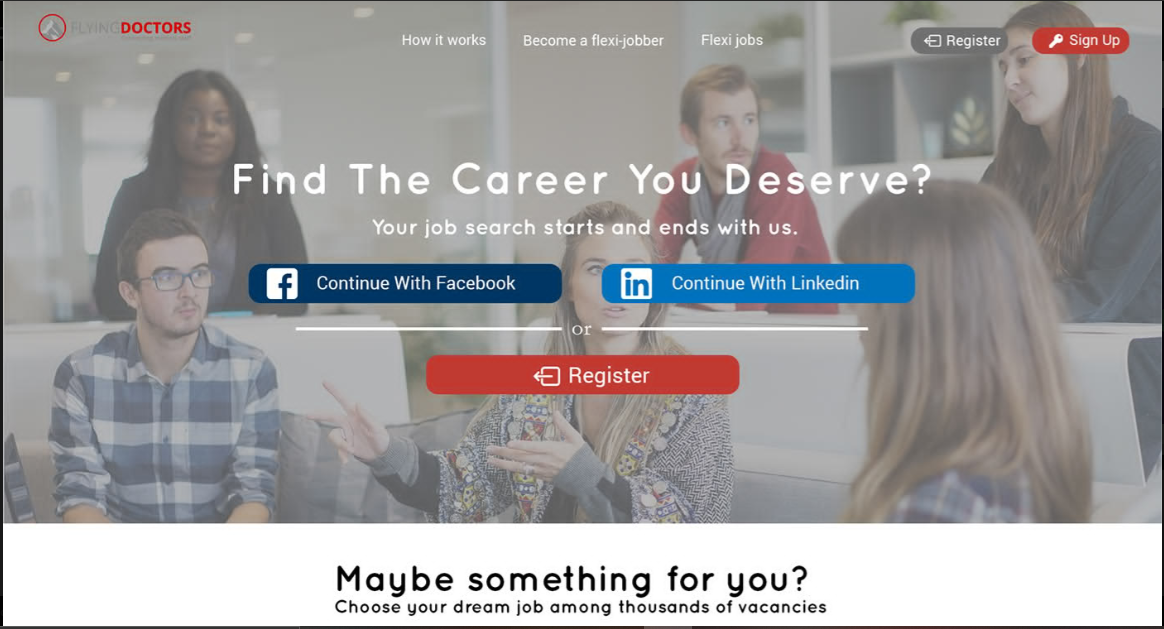 FLYINGDOCTORS
How it works
Become a flexi-jobber
Flexi jobs
Register
Sign Up
Find The Career You Deserve?
Your job search starts and ends with us.
Continue With Facebook
in Continue With Linkedin
or
Register
Maybe something for you?
Choose your dream job among thousands of vacancies